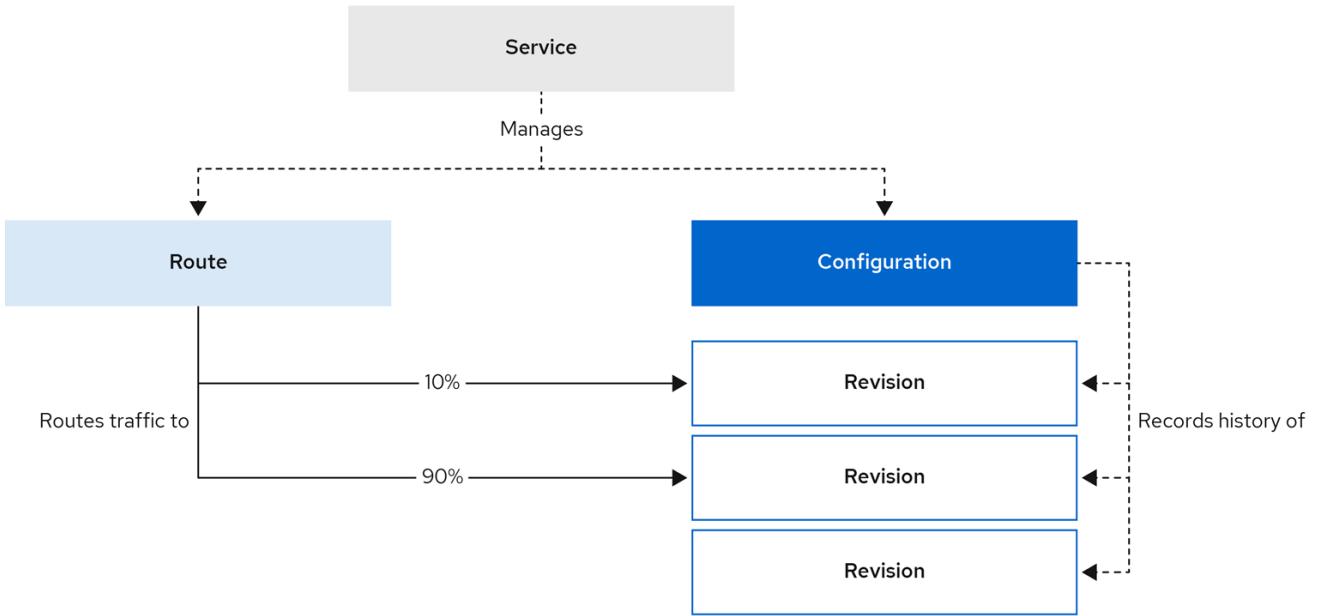 Service
Manages
Route
Configuration
10%
Revision
Routes traffic to
Records history of
90%
Revision
Revision